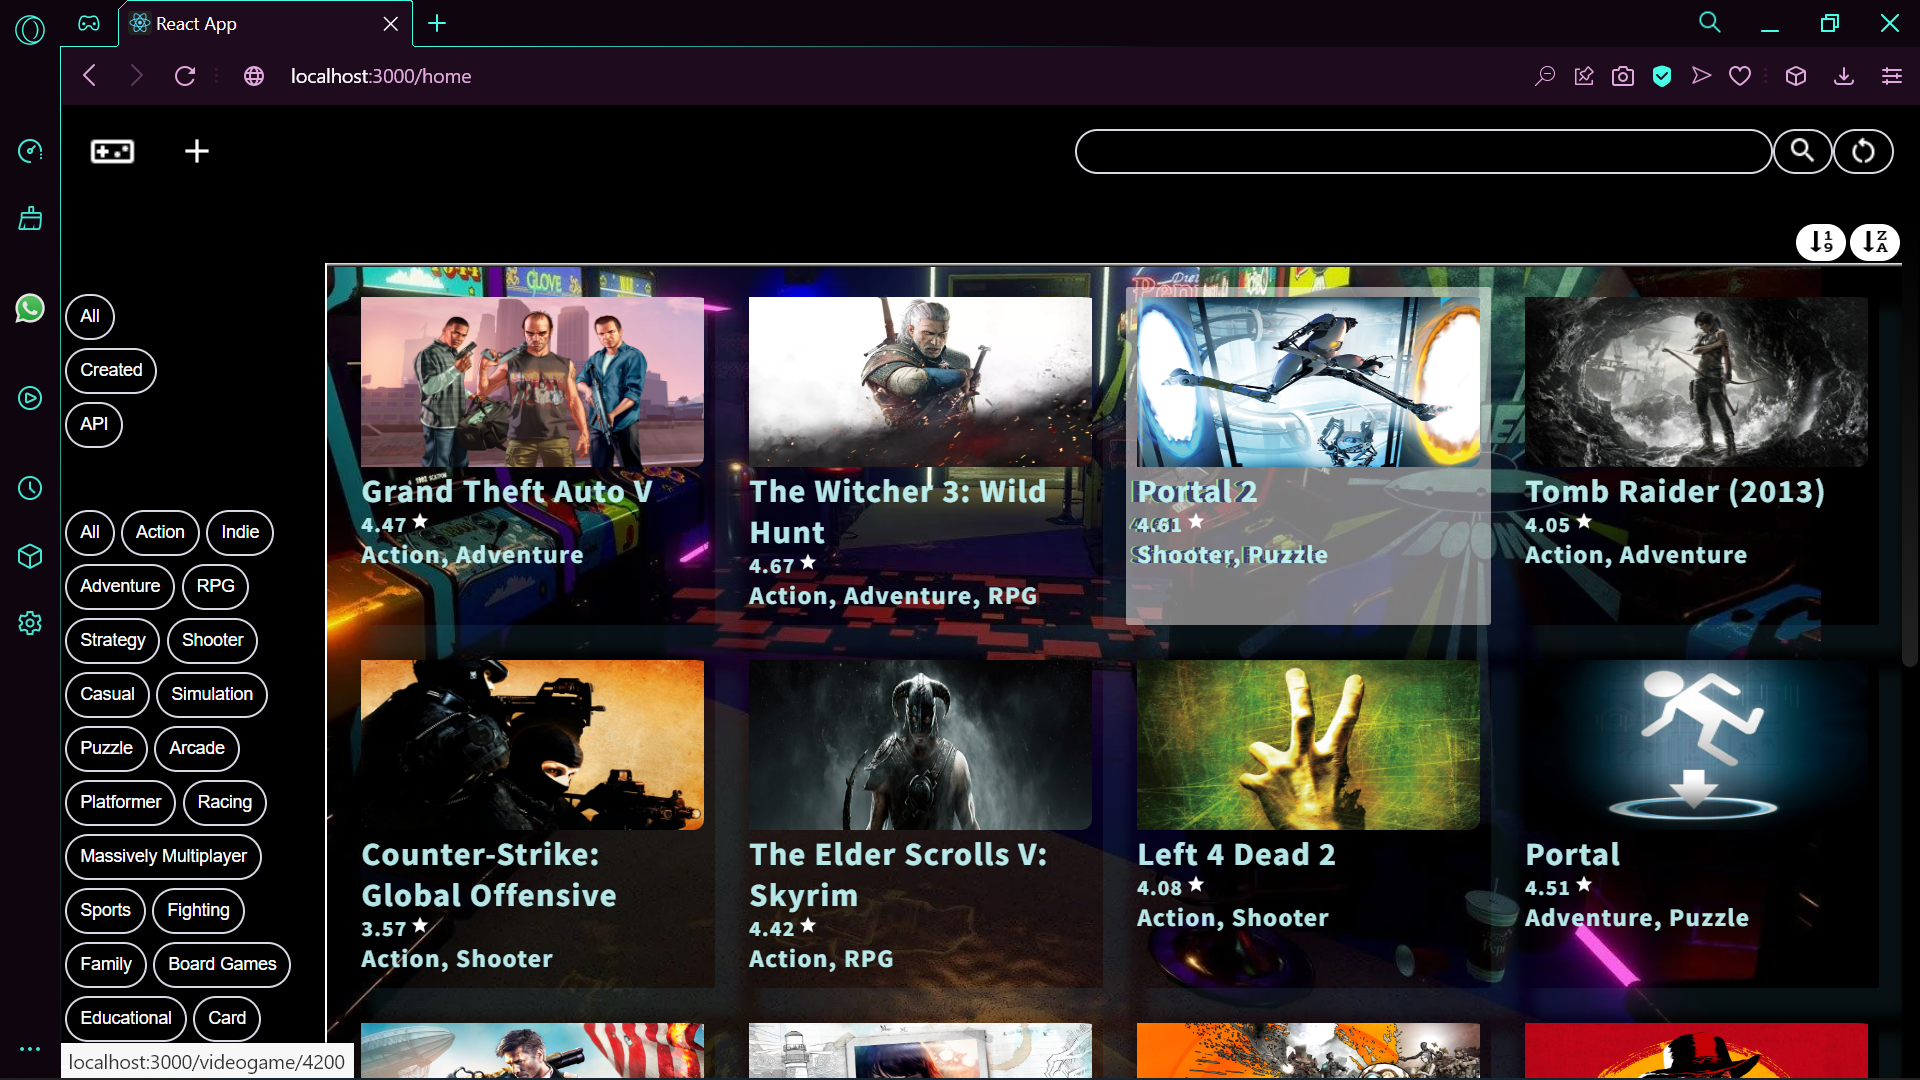 React App
localhost:3000/home
1
9
Z
A
All
Created
API
All Action Indie
Adventure RPG
Strategy Shooter
Casual Simulation
Puzzle Arcade
Platformer Racing
Massively Multiplayer
Sports Fighting
Family Board Games
Educational Card
GLOVE
Grand Theft Auto V
4.47
Action, Adventure
The Witcher 3: Wild
Hunt
4.67
Action, Adventure, RPG
Portal 2
4.61
Shooter, Puzzle
Tomb Raider (2013)
4.05
Action, Adventure
Counter-Strike:
Global Offensive
3.57
Action, Shooter
The Elder Scrolls V:
Skyrim
4.42
Action, RPG
Left 4 Dead 2
4.08
Action, Shooter
Portal
4.51
Adventure, Puzzle
localhost:3000/videogame/4200